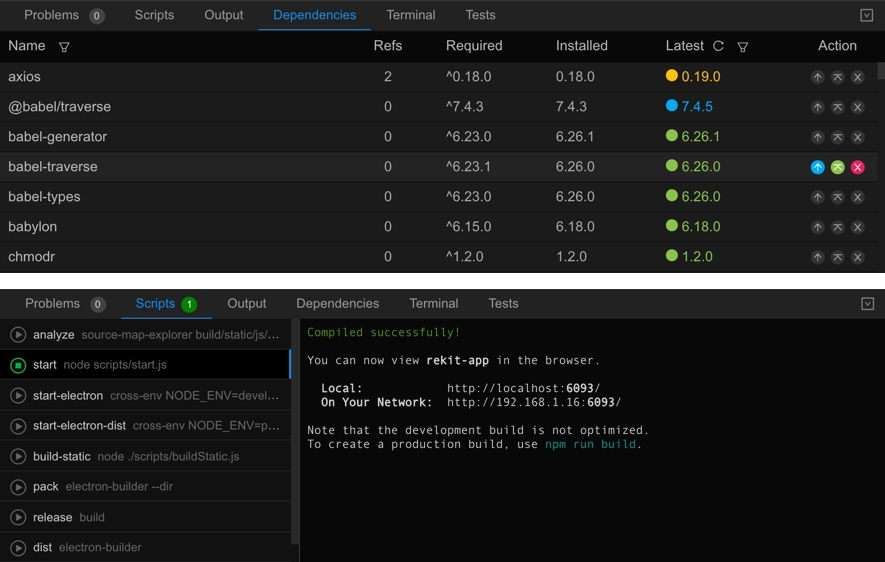 Problems 0 Scripts Output Dependencies Terminal Tests
Name Refs Required Installed Latest Action
axios 2 ^0.18.0 0.18.0 0.19.0
@babel/traverse 0 ^7.4.3 7.4.3 7.4.5
babel-generator 0 ^6.23.0 6.26.1 6.26.1
babel-traverse 0 ^6.23.1 6.26.0 6.26.0
babel-types 0 ^6.23.0 6.26.0 6.26.0
babylon 0 ^6.15.0 6.18.0 6.18.0
chmodr 0 ^1.2.0 1.2.0 1.2.0
Problems 0 Scripts 1 Output Dependencies Terminal Tests
analyze source-map-explorer build/static/js/...
start node scripts/start.js
start-electron cross-env NODE_ENV=devel...
start-electron-dist cross-env NODE_ENV=p...
build-static node ./scripts/buildStatic.js
pack electron-builder --dir
release build
dist electron-builder
Compiled successfully!
You can now view rekit-app in the browser.
Local: http://localhost:6093/
On Your Network: http://192.168.1.16:6093/
Note that the development build is not optimized.
To create a production build, use npm run build.